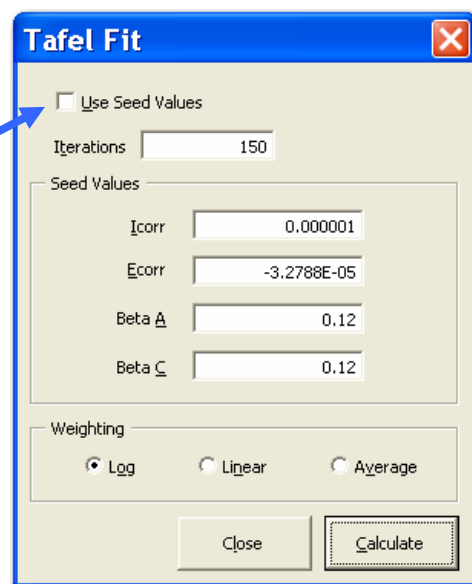 Tafel Fit
Use Seed Values
Iterations 150
Seed Values
Icorr 0.000001
Ecorr -3.2788E-05
Beta A 0.12
Beta C 0.12
Weighting
Log Linear Average
Close Calculate